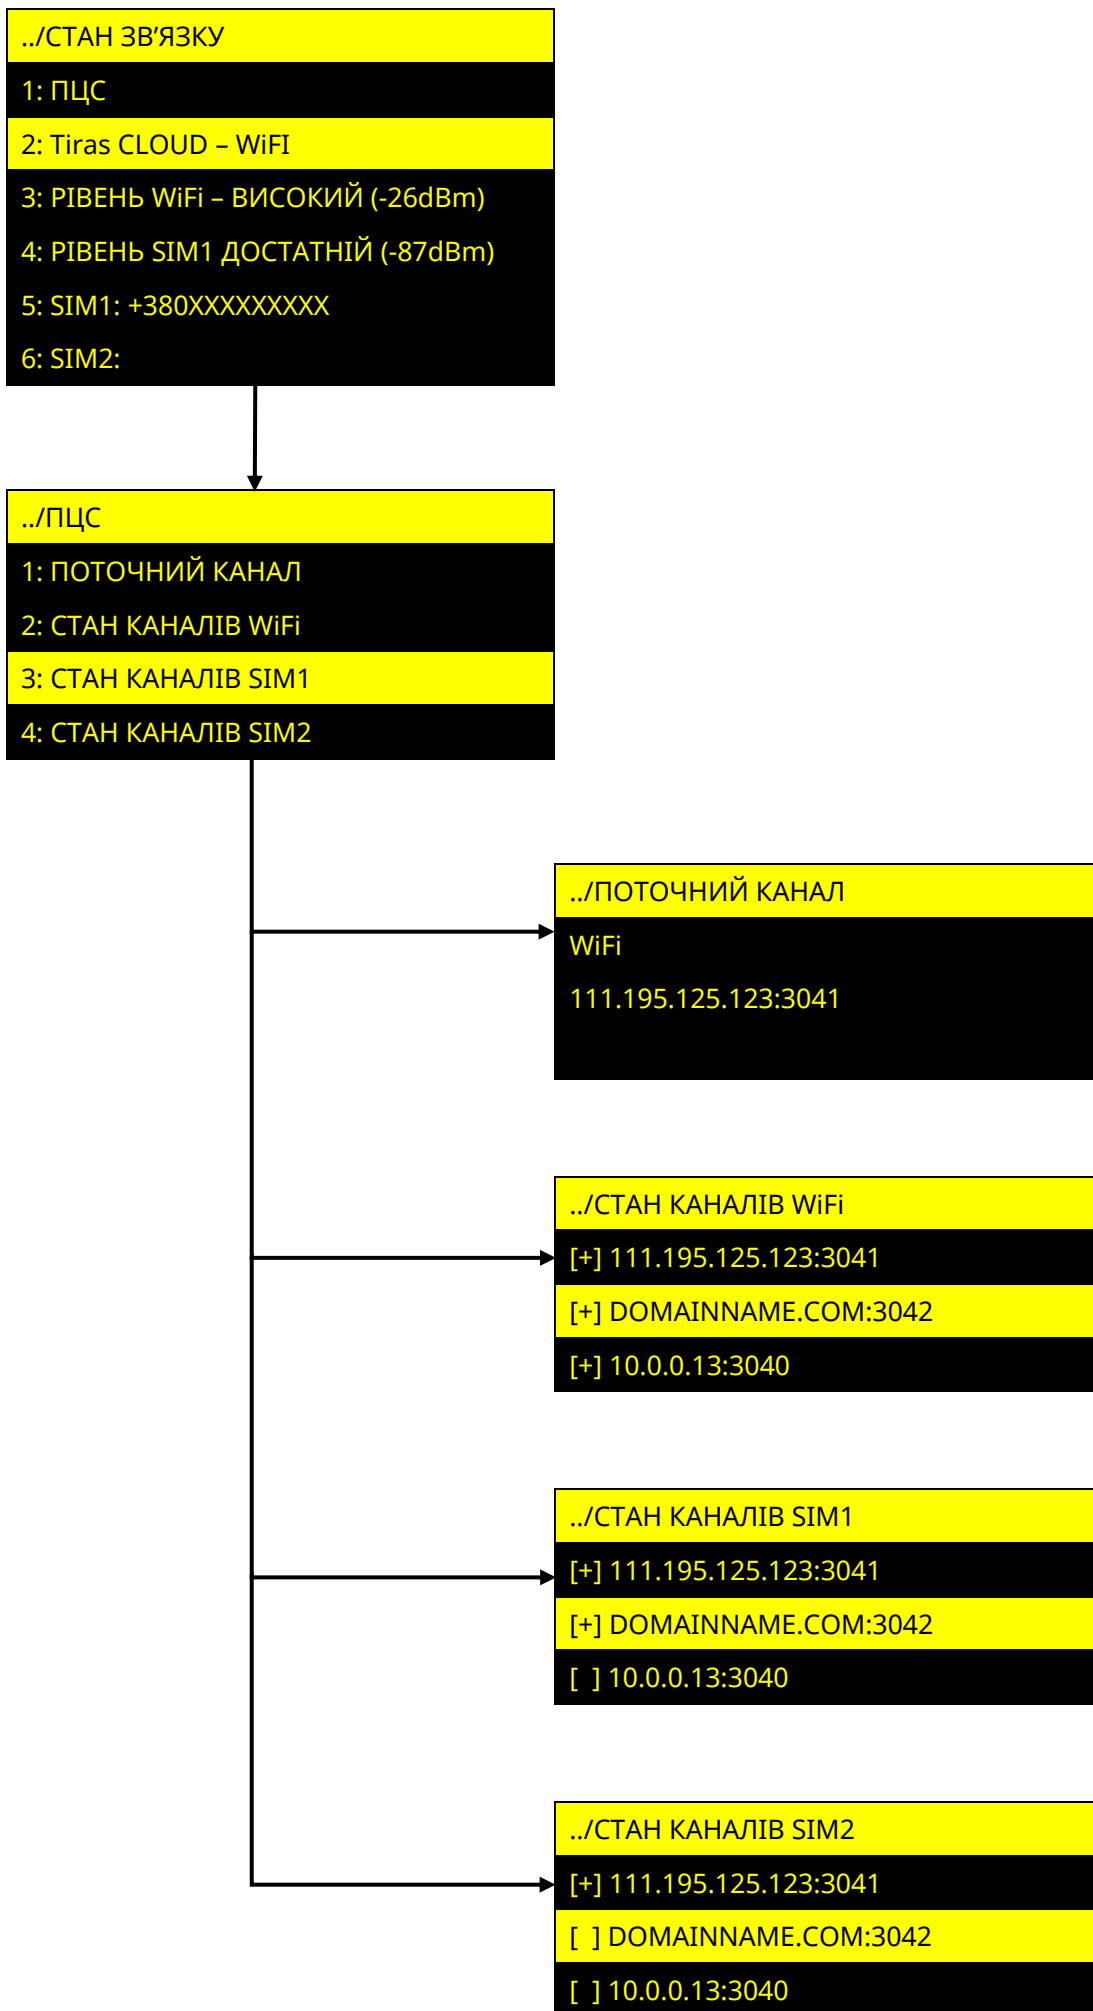 ../СТАН ЗВ’ЯЗКУ
1: ПЦС
2: Tiras CLOUD – WiFI
3: РІВЕНЬ WiFi – ВИСОКИЙ (-26dBm)
4: РІВЕНЬ SIM1 ДОСТАТНІЙ (-87dBm)
5: SIM1: +380XXXXXXXXX
6: SIM2:
../ПЦС
1: ПОТОЧНИЙ КАНАЛ
2: СТАН КАНАЛІВ WiFi
3: СТАН КАНАЛІВ SIM1
4: СТАН КАНАЛІВ SIM2
../ПОТОЧНИЙ КАНАЛ
WiFi
111.195.125.123:3041
../СТАН КАНАЛІВ WiFi
[+] 111.195.125.123:3041
[+] DOMAINNAME.COM:3042
[+] 10.0.0.13:3040
../СТАН КАНАЛІВ SIM1
[+] 111.195.125.123:3041
[+] DOMAINNAME.COM:3042
[ ] 10.0.0.13:3040
../СТАН КАНАЛІВ SIM2
[+] 111.195.125.123:3041
[ ] DOMAINNAME.COM:3042
[ ] 10.0.0.13:3040